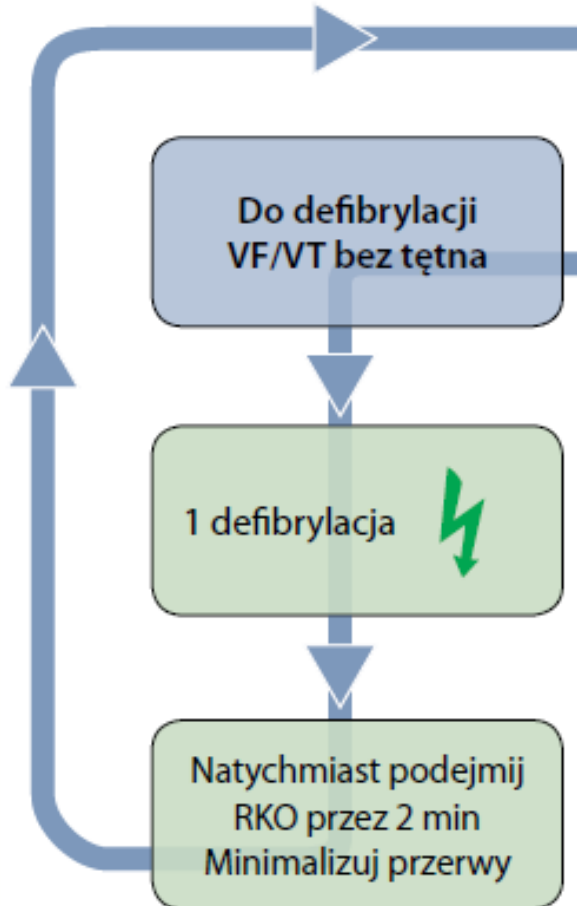 Do defibrylacji
VF/VT bez tętna
1 defibrylacja
Natychmiast podejmij
RKO przez 2 min
Minimalizuj przerwy